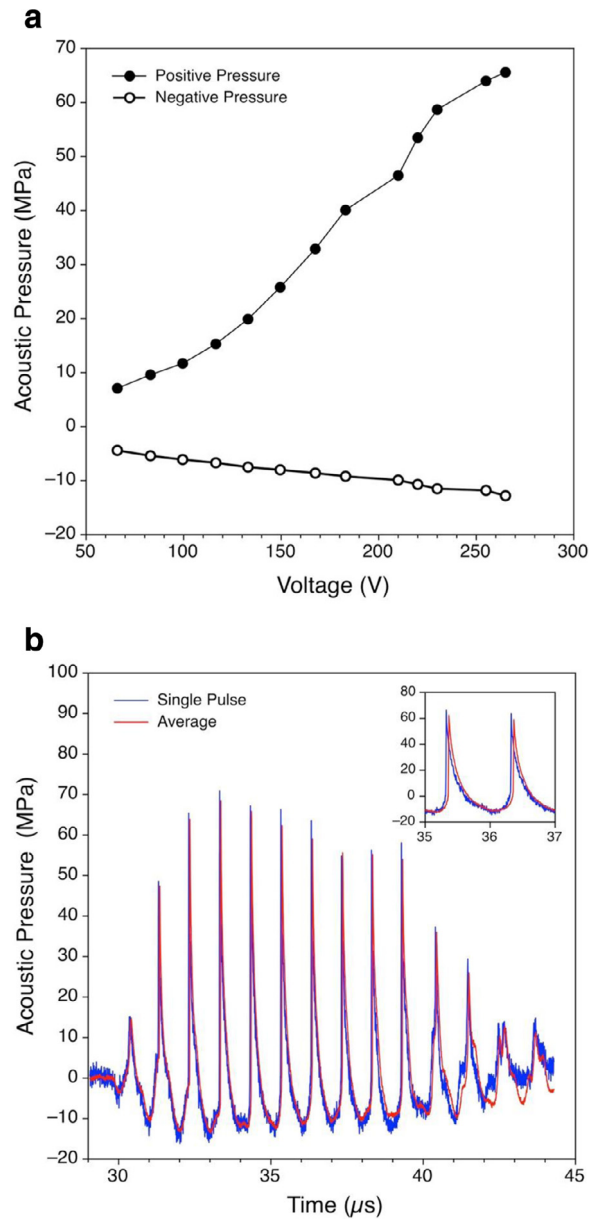 a
70
60
50
40
30
20
10
0
–10
–20
Acoustic Pressure (MPa)
Positive Pressure
Negative Pressure
50 100 150 200 250 300
Voltage (V)
b
100
90
80
70
60
50
40
30
20
10
0
–10
–20
Acoustic Pressure (MPa)
Single Pulse
Average
80
60
40
20
0
–20
35 36 37
30 35 40 45
Time (µs)